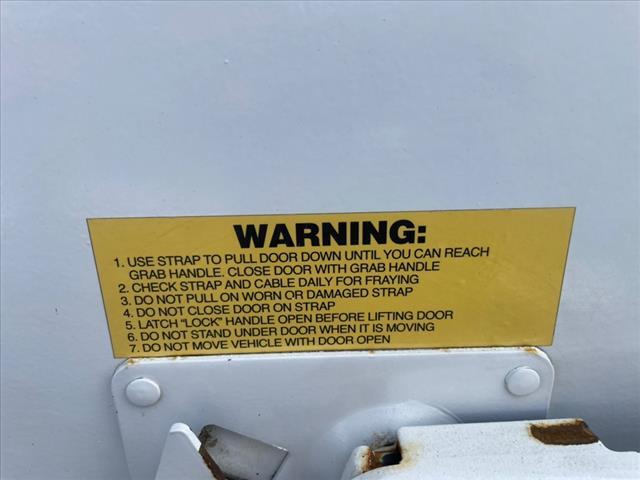 WARNING:
1. USE STRAP TO PULL DOOR DOWN UNTIL YOU CAN REACH
GRAB HANDLE. CLOSE DOOR WITH GRAB HANDLE
2. CHECK STRAP AND CABLE DAILY FOR FRAYING
3. DO NOT PULL ON WORN OR DAMAGED STRAP
4. DO NOT CLOSE DOOR ON STRAP
5. LATCH "LOCK" HANDLE OPEN BEFORE LIFTING DOOR
6. DO NOT STAND UNDER DOOR WHEN IT IS MOVING
7. DO NOT MOVE VEHICLE WITH DOOR OPEN